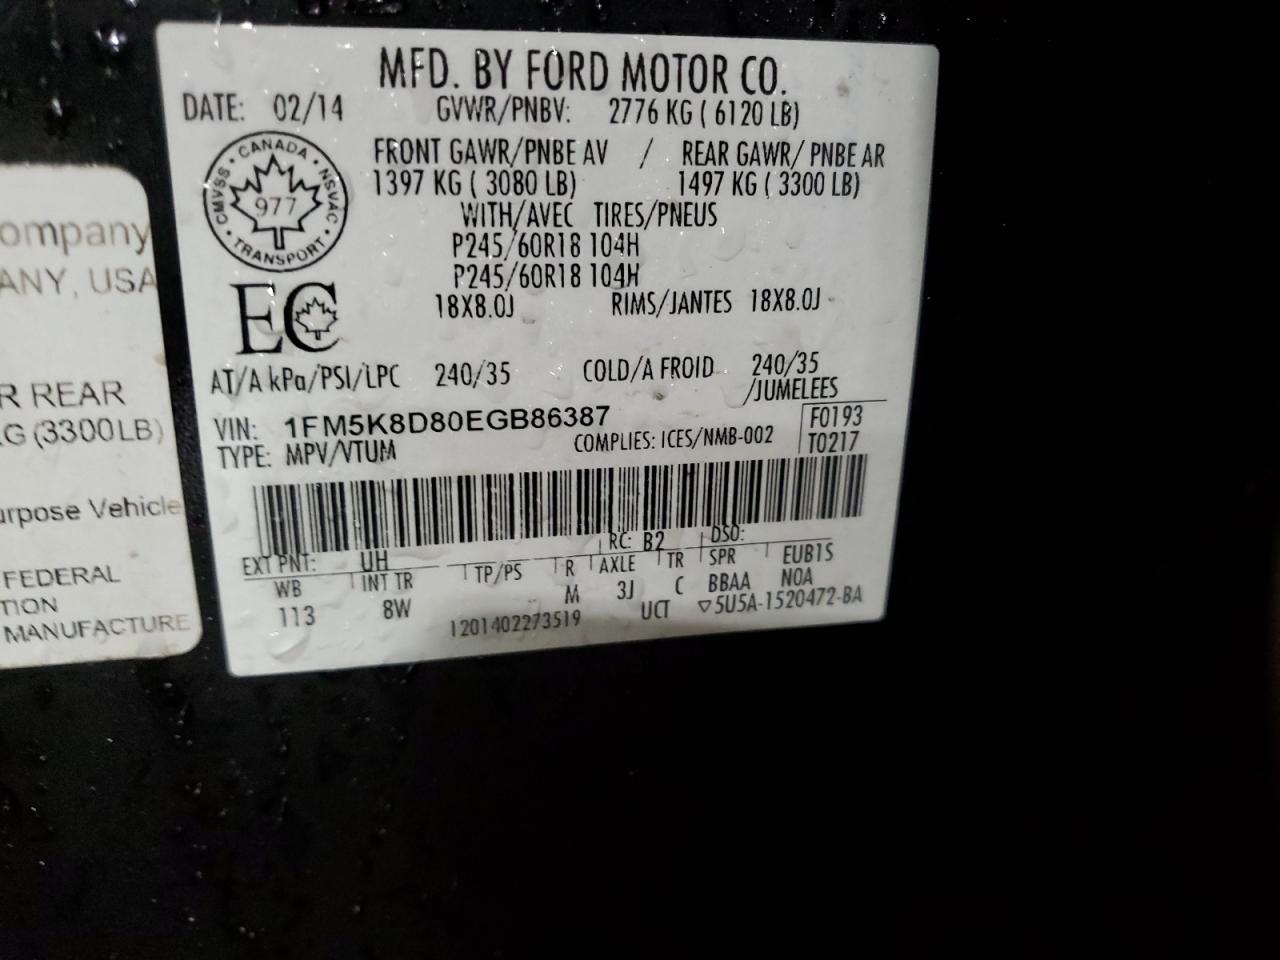 MFD. BY FORD MOTOR CO.
DATE: 02/14 GVWR/PNBV: 2776 KG ( 6120 LB)
FRONT GAWR/PNBE AV / REAR GAWR/ PNBE AR
1397 KG ( 3080 LB) 1497 KG ( 3300 LB)
WITH/AVEC TIRES/PNEUS
P245/60R18 104H
P245/60R18 104H
18X8.0J RIMS/JANTES 18X8.0J
CANADA
CMVSS · NSVAC
977
TRANSPORT
EC
AT/A kPa/PSI/LPC 240/35 COLD/A FROID 240/35
/JUMELEES
VIN: 1FM5K8D80EGB86387 F0193
TYPE: MPV/VTUM COMPLIES: ICES/NMB-002 T0217
RC: B2 DSO:
EXT PNT: UH
WB INT TR TP/PS R AXLE TR SPR EUB1S
113 8W M 3J C BBAA NOA
1201402273519 UCT ▽5U5A-1520472-BA
ompany
ANY, USA
R REAR
G (3300LB)
urpose Vehicle
FEDERAL
TION
MANUFACTURE